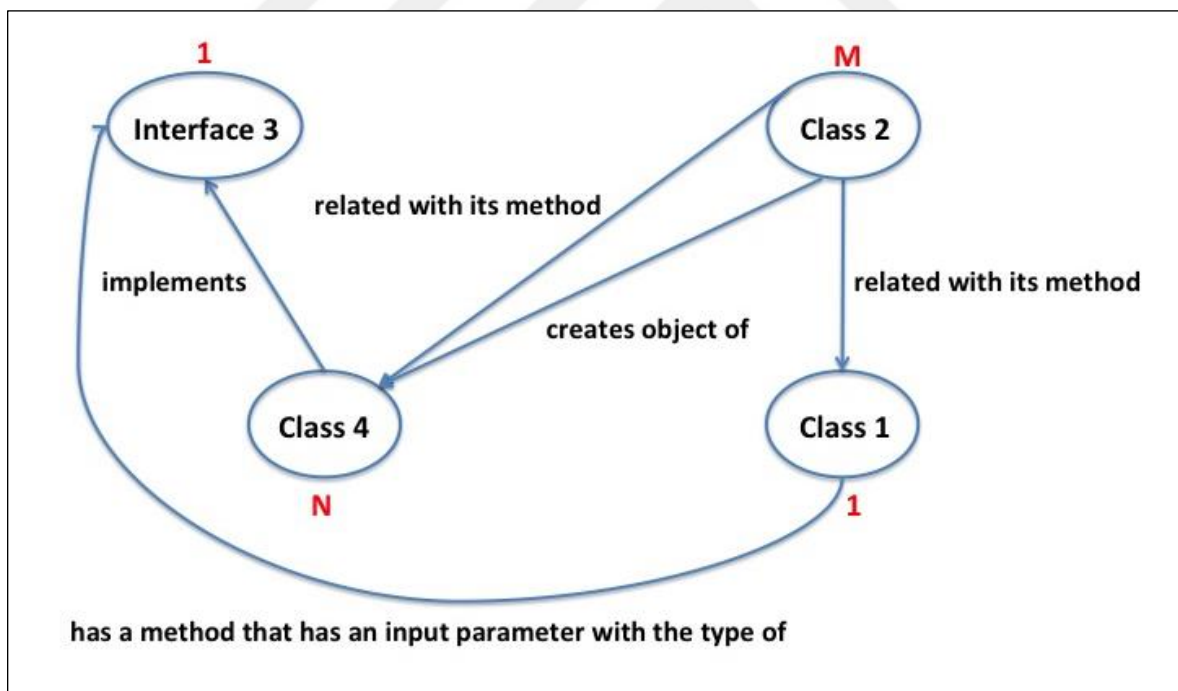 1
M
Interface 3
Class 2
related with its method
implements
related with its method
creates object of
Class 4
Class 1
N
1
has a method that has an input parameter with the type of